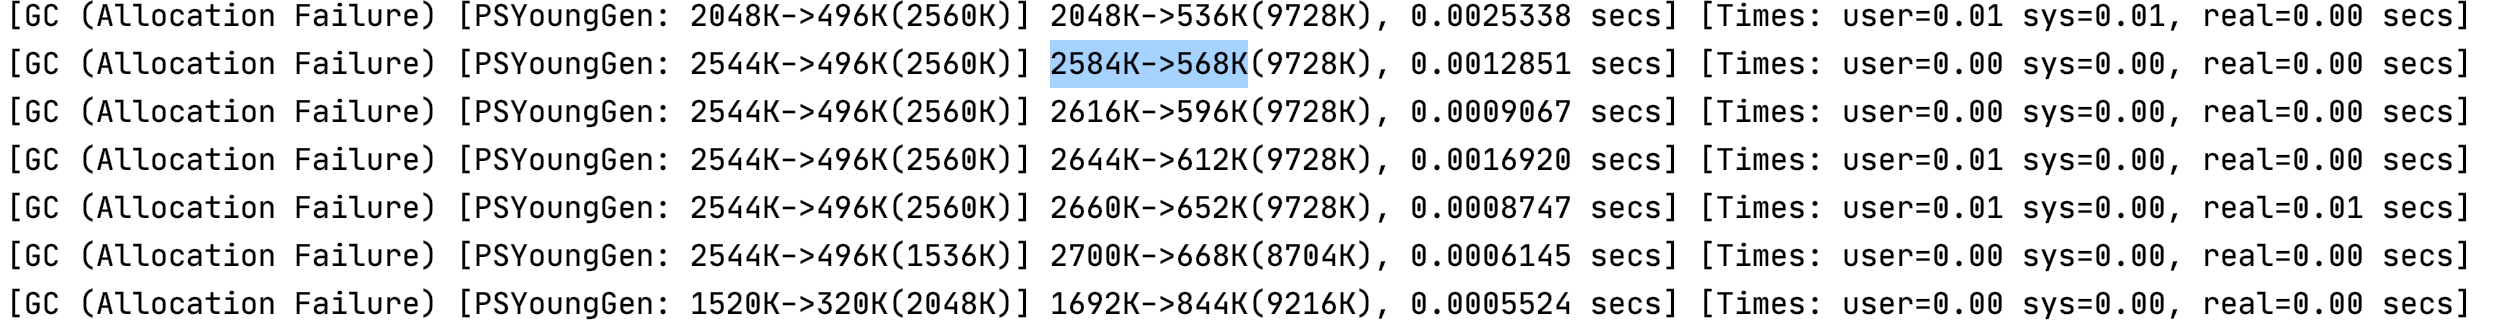 [GC (Allocation Failure) [PSYoungGen: 2048K->496K(2560K)] 2048K->536K(9728K), 0.0025338 secs] [Times: user=0.01 sys=0.01, real=0.00 secs]
[GC (Allocation Failure) [PSYoungGen: 2544K->496K(2560K)] 2584K->568K(9728K), 0.0012851 secs] [Times: user=0.00 sys=0.00, real=0.00 secs]
[GC (Allocation Failure) [PSYoungGen: 2544K->496K(2560K)] 2616K->596K(9728K), 0.0009067 secs] [Times: user=0.00 sys=0.00, real=0.00 secs]
[GC (Allocation Failure) [PSYoungGen: 2544K->496K(2560K)] 2644K->612K(9728K), 0.0016920 secs] [Times: user=0.01 sys=0.00, real=0.00 secs]
[GC (Allocation Failure) [PSYoungGen: 2544K->496K(2560K)] 2660K->652K(9728K), 0.0008747 secs] [Times: user=0.01 sys=0.00, real=0.01 secs]
[GC (Allocation Failure) [PSYoungGen: 2544K->496K(1536K)] 2700K->668K(8704K), 0.0006145 secs] [Times: user=0.00 sys=0.00, real=0.00 secs]
[GC (Allocation Failure) [PSYoungGen: 1520K->320K(2048K)] 1692K->844K(9216K), 0.0005524 secs] [Times: user=0.00 sys=0.00, real=0.00 secs]